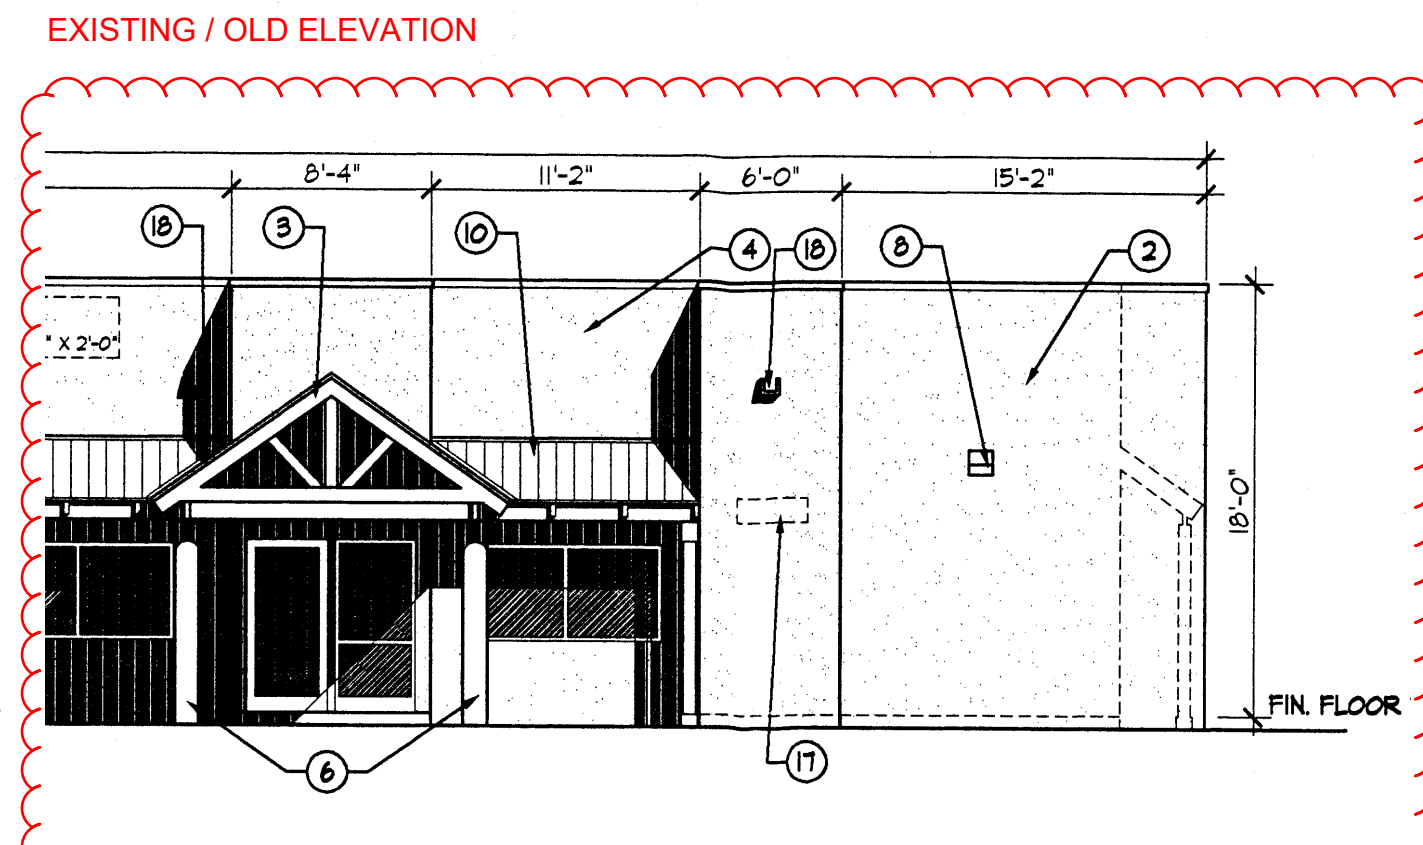 EXISTING / OLD ELEVATION
8'-4" 11'-2" 6'-0" 15'-2"
18 3 10 4 18 8 2
" X 2'-0"
18'-0"
FIN. FLOOR
6 17